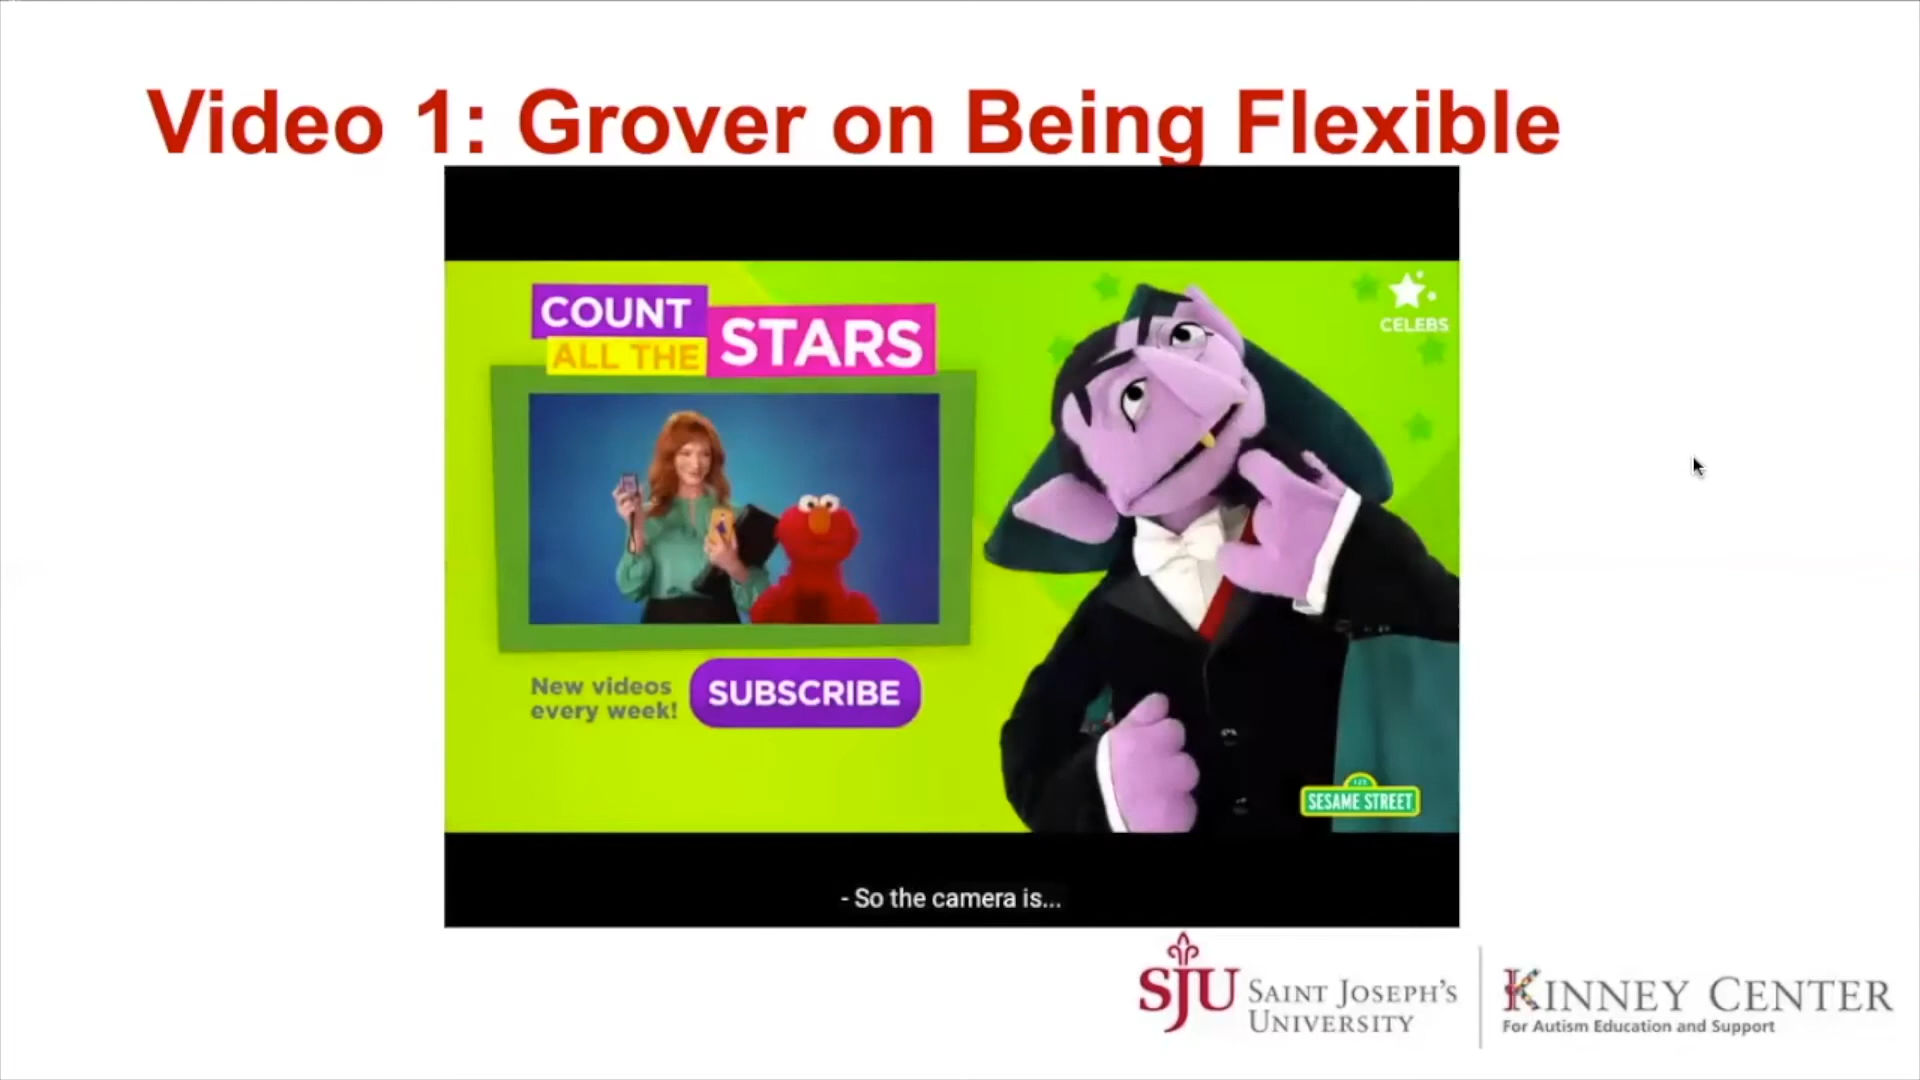 Video 1: Grover on Being Flexible
COUNT
ALL THE
STARS
CELEBS
New videos
every week!
SUBSCRIBE
SESAME STREET
- So the camera is...
SJU
SAINT JOSEPH'S
UNIVERSITY
KINNEY CENTER
For Autism Education and Support